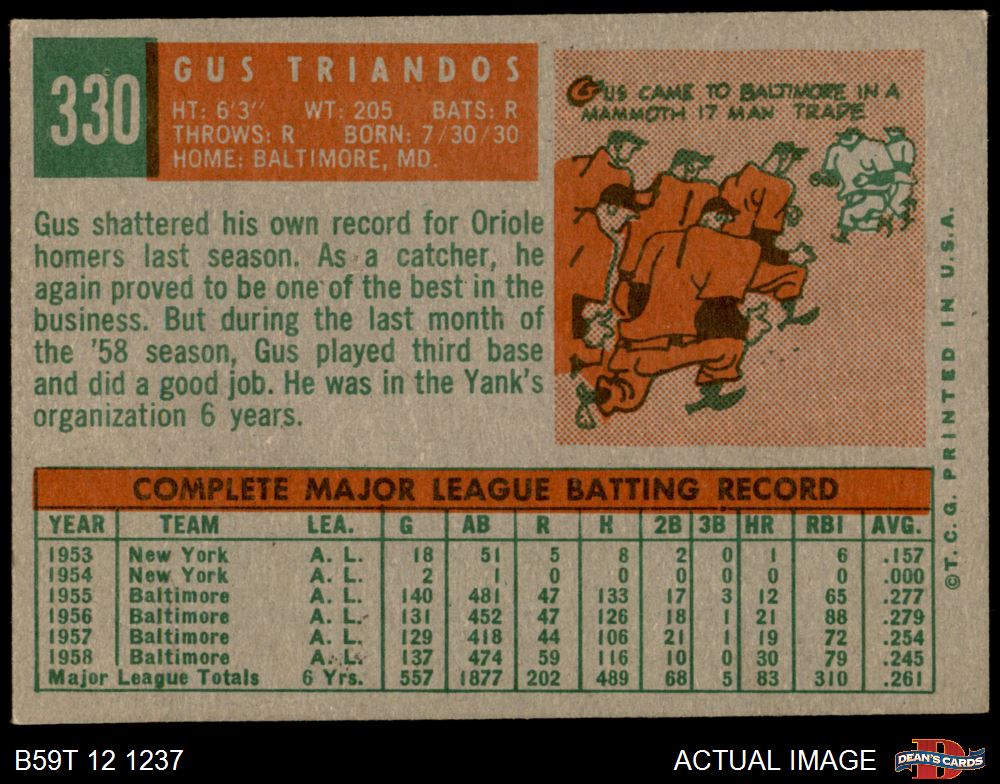 330
GUS TRIANDOS
HT: 6'3" WT: 205 BATS: R
THROWS: R BORN: 7/30/30
HOME: BALTIMORE, MD.
GUS CAME TO BALTIMORE IN A
MAMMOTH 17 MAN TRADE
Gus shattered his own record for Oriole
homers last season. As a catcher, he
again proved to be one of the best in the
business. But during the last month of
the '58 season, Gus played third base
and did a good job. He was in the Yank's
organization 6 years.
COMPLETE MAJOR LEAGUE BATTING RECORD
YEAR TEAM LEA. G AB R H 2B 3B HR RBI AVG.
1953 New York A. L. 18 51 5 8 2 0 1 6 .157
1954 New York A. L. 2 1 0 0 0 0 0 0 .000
1955 Baltimore A. L. 140 481 47 133 17 3 12 65 .277
1956 Baltimore A. L. 131 452 47 126 18 1 21 88 .279
1957 Baltimore A. L. 129 418 44 106 21 1 19 72 .254
1958 Baltimore A. L. 137 474 59 116 10 0 30 79 .245
Major League Totals 6 Yrs. 557 1877 202 489 68 5 83 310 .261
©T. C. G. PRINTED IN U.S.A.
B59T 12 1237
ACTUAL IMAGE
D
DEAN'S CARDS